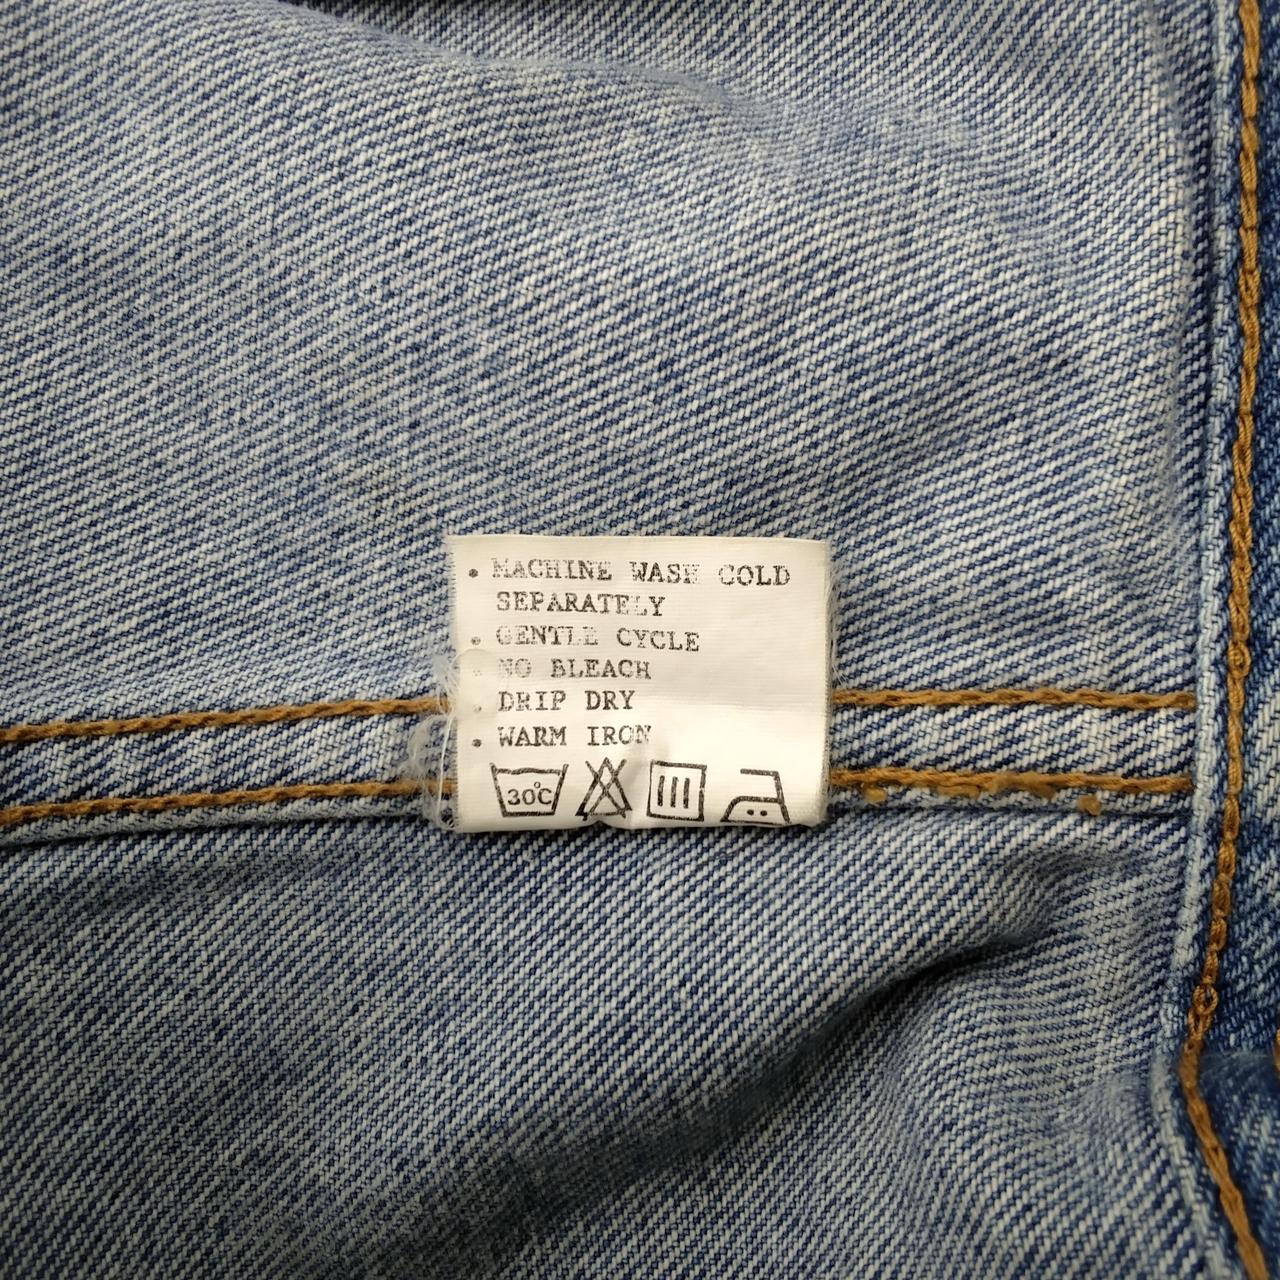 • MACHINE WASH COLD
SEPARATELY
• GENTLE CYCLE
• NO BLEACH
• DRIP DRY
• WARM IRON
30°C